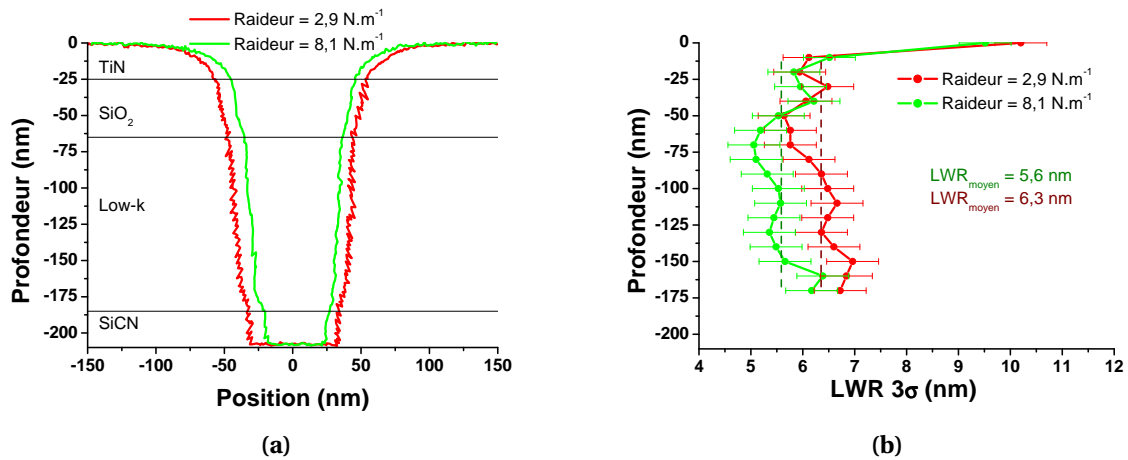 Raideur = 2,9 N.m⁻¹
Raideur = 8,1 N.m⁻¹
0
-25
-50
-75
-100
-125
-150
-175
-200
Profondeur (nm)
TiN
SiO₂
Low-k
SiCN
-150 -100 -50 0 50 100 150
Position (nm)
(a)
0
-25
-50
-75
-100
-125
-150
-175
-200
Profondeur (nm)
Raideur = 2,9 N.m⁻¹
Raideur = 8,1 N.m⁻¹
LWRmoyen = 5,6 nm
LWRmoyen = 6,3 nm
4 5 6 7 8 9 10 11 12
LWR 3σ (nm)
(b)